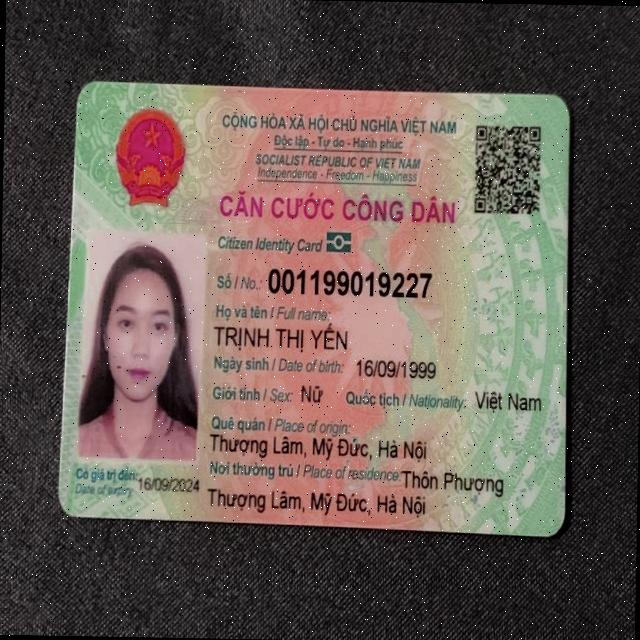 CỘNG HÒA XÃ HỘI CHỦ NGHĨA VIỆT NAM
Độc lập - Tự do - Hạnh phúc
SOCIALIST REPUBLIC OF VIET NAM
Independence - Freedom - Happiness
CĂN CƯỚC CÔNG DÂN
Citizen Identity Card
Số / No.: 001199019227
Họ và tên / Full name:
TRỊNH THỊ YẾN
Ngày sinh / Date of birth: 16/09/1999
Giới tính / Sex: Nữ Quốc tịch / Nationality: Việt Nam
Quê quán / Place of origin:
Thượng Lâm, Mỹ Đức, Hà Nội
Nơi thường trú / Place of residence: Thôn Phượng
Thượng Lâm, Mỹ Đức, Hà Nội
Có giá trị đến: 16/09/2024
Date of expiry